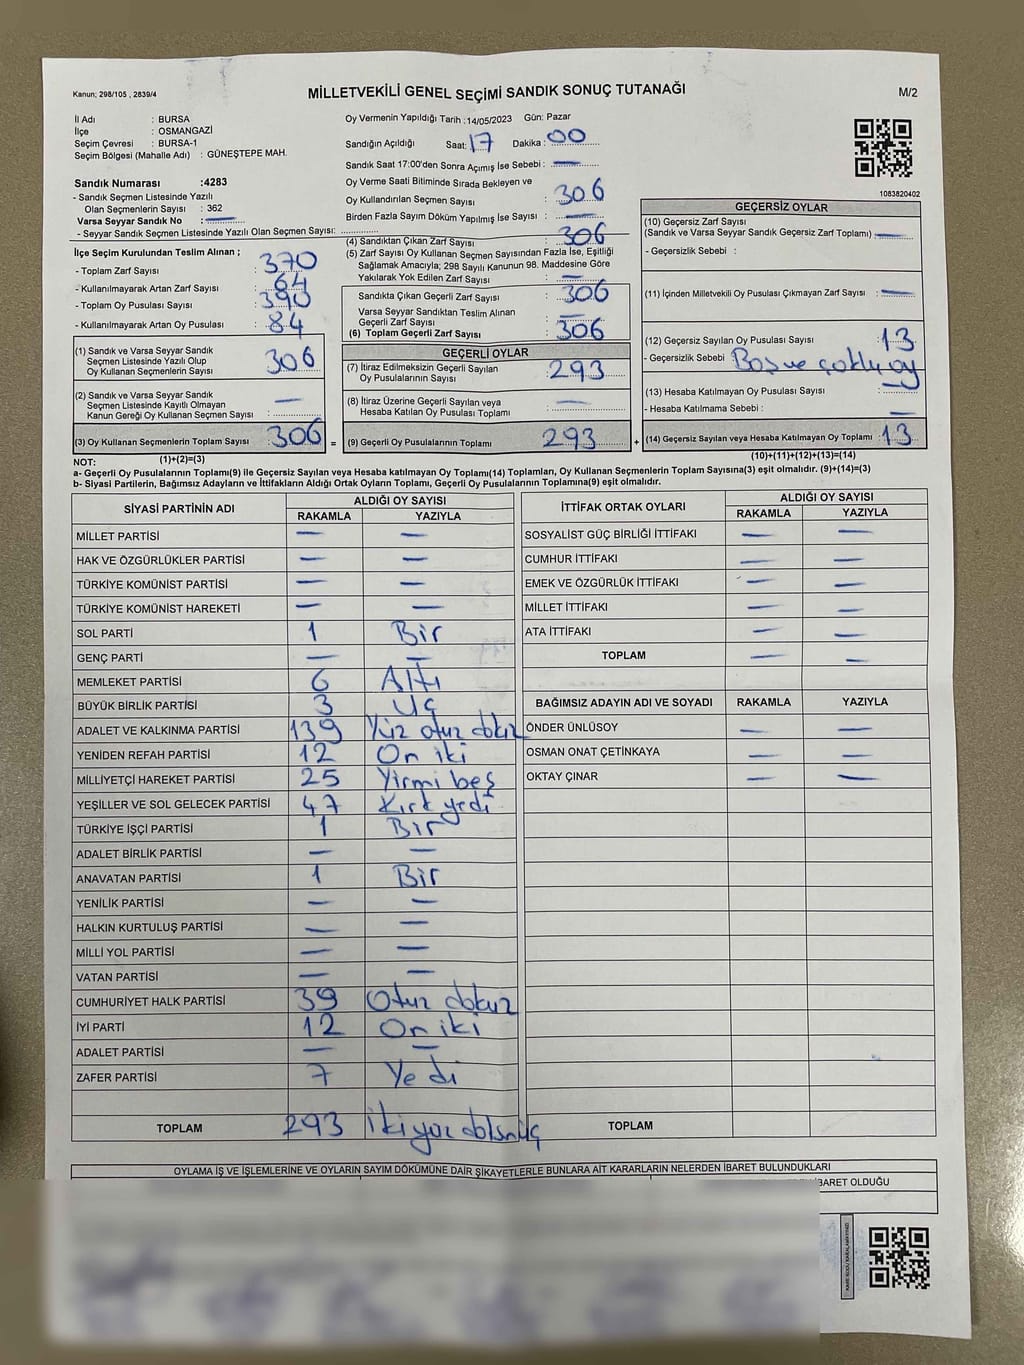 Kanun; 298/105 , 2839/4
MİLLETVEKİLİ GENEL SEÇİMİ SANDIK SONUÇ TUTANAĞI
M/2
İl Adı : BURSA
İlçe : OSMANGAZİ
Seçim Çevresi : BURSA-1
Seçim Bölgesi (Mahalle Adı) : GÜNEŞTEPE MAH.
Sandık Numarası :4283
- Sandık Seçmen Listesinde Yazılı
Olan Seçmenlerin Sayısı : 362
Varsa Seyyar Sandık No : —
- Seyyar Sandık Seçmen Listesinde Yazılı Olan Seçmen Sayısı: ....................
Oy Vermenin Yapıldığı Tarih :14/05/2023 Gün: Pazar
Sandığın Açıldığı Saat: 17 Dakika: 00
Sandık Saat 17:00'den Sonra Açımış İse Sebebi : —
Oy Verme Saati Bitiminde Sırada Bekleyen ve
Oy Kullandırılan Seçmen Sayısı : 306
Birden Fazla Sayım Döküm Yapılmış İse Sayısı : —
1083820402
İlçe Seçim Kurulundan Teslim Alınan ;
- Toplam Zarf Sayısı : 370
- Kullanılmayarak Artan Zarf Sayısı : 64
- Toplam Oy Pusulası Sayısı : 390
- Kullanılmayarak Artan Oy Pusulası : 84
(1) Sandık ve Varsa Seyyar Sandık
Seçmen Listesinde Yazılı Olup
Oy Kullanan Seçmenlerin Sayısı : 306
(2) Sandık ve Varsa Seyyar Sandık
Seçmen Listesinde Kayıtlı Olmayan
Kanun Gereği Oy Kullanan Seçmen Sayısı : —
(3) Oy Kullanan Seçmenlerin Toplam Sayısı : 306 =
(1)+(2)=(3)
(4) Sandıktan Çıkan Zarf Sayısı : 306
(5) Zarf Sayısı Oy Kullanan Seçmen Sayısından Fazla İse, Eşitliği
Sağlamak Amacıyla; 298 Sayılı Kanunun 98. Maddesine Göre
Yakılarak Yok Edilen Zarf Sayısı : —
Sandıkta Çıkan Geçerli Zarf Sayısı : 306
Varsa Seyyar Sandıktan Teslim Alınan
Geçerli Zarf Sayısı : —
(6) Toplam Geçerli Zarf Sayısı : 306
GEÇERLİ OYLAR
(7) İtiraz Edilmeksizin Geçerli Sayılan
Oy Pusulalarının Sayısı : 293
(8) İtiraz Üzerine Geçerli Sayılan veya
Hesaba Katılan Oy Pusulası Toplamı : —
(9) Geçerli Oy Pusulalarının Toplamı : 293 +
GEÇERSİZ OYLAR
(10) Geçersiz Zarf Sayısı
(Sandık ve Varsa Seyyar Sandık Geçersiz Zarf Toplamı) : —
- Geçersizlik Sebebi :
(11) İçinden Milletvekili Oy Pusulası Çıkmayan Zarf Sayısı : —
(12) Geçersiz Sayılan Oy Pusulası Sayısı : 13
- Geçersizlik Sebebi : Boş ve çoklu oy
(13) Hesaba Katılmayan Oy Pusulası Sayısı : —
- Hesaba Katılmama Sebebi : —
(14) Geçersiz Sayılan veya Hesaba Katılmayan Oy Toplamı : 13
(10)+(11)+(12)+(13)=(14)
NOT:
a- Geçerli Oy Pusulalarının Toplamı(9) ile Geçersiz Sayılan veya Hesaba katılmayan Oy Toplamı(14) Toplamları, Oy Kullanan Seçmenlerin Toplam Sayısına(3) eşit olmalıdır. (9)+(14)=(3)
b- Siyasi Partilerin, Bağımsız Adayların ve İttifakların Aldığı Ortak Oyların Toplamı, Geçerli Oy Pusulalarının Toplamına(9) eşit olmalıdır.
SİYASİ PARTİNİN ADI ALDIĞI OY SAYISI
RAKAMLA YAZIYLA
MİLLET PARTİSİ — —
HAK VE ÖZGÜRLÜKLER PARTİSİ — —
TÜRKİYE KOMÜNİST PARTİSİ — —
TÜRKİYE KOMÜNİST HAREKETİ — —
SOL PARTİ 1 Bir
GENÇ PARTİ — —
MEMLEKET PARTİSİ 6 Altı
BÜYÜK BİRLİK PARTİSİ 3 Üç
ADALET VE KALKINMA PARTİSİ 139 Yüz otuz dokuz
YENİDEN REFAH PARTİSİ 12 On iki
MİLLİYETÇİ HAREKET PARTİSİ 25 Yirmi beş
YEŞİLLER VE SOL GELECEK PARTİSİ 47 Kırk yedi
TÜRKİYE İŞÇİ PARTİSİ 1 Bir
ADALET BİRLİK PARTİSİ — —
ANAVATAN PARTİSİ 1 Bir
YENİLİK PARTİSİ — —
HALKIN KURTULUŞ PARTİSİ — —
MİLLİ YOL PARTİSİ — —
VATAN PARTİSİ — —
CUMHURİYET HALK PARTİSİ 39 Otuz dokuz
İYİ PARTİ 12 On iki
ADALET PARTİSİ — —
ZAFER PARTİSİ 7 Yedi
TOPLAM 293 ikiyüz
İTTİFAK ORTAK OYLARI ALDIĞI OY SAYISI
RAKAMLA YAZIYLA
SOSYALİST GÜÇ BİRLİĞİ İTTİFAKI — —
CUMHUR İTTİFAKI — —
EMEK VE ÖZGÜRLÜK İTTİFAKI — —
MİLLET İTTİFAKI — —
ATA İTTİFAKI — —
TOPLAM — —
BAĞIMSIZ ADAYIN ADI VE SOYADI RAKAMLA YAZIYLA
ÖNDER ÜNLÜSOY — —
OSMAN ONAT ÇETİNKAYA — —
OKTAY ÇINAR — —
TOPLAM
OYLAMA İŞ VE İŞLEMLERİNE VE OYLARIN SAYIM DÖKÜMÜNE DAİR ŞİKAYETLERLE BUNLARA AİT KARARLARIN NELERDEN İBARET BULUNDUKLARI
İBARET OLDUĞU